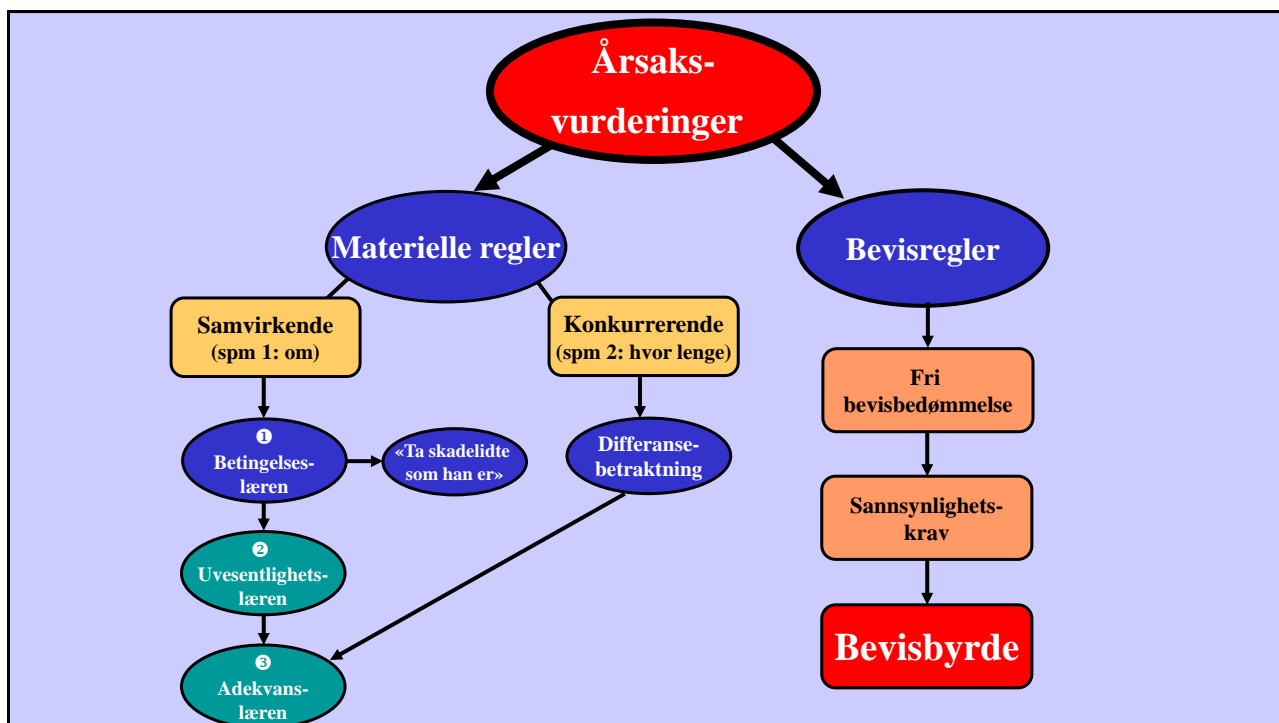 Årsaks-
vurderinger
Materielle regler
Bevisregler
Samvirkende
(spm 1: om)
Konkurrerende
(spm 2: hvor lenge)
Fri
bevisbedømmelse
❶
Betingelses-
læren
«Ta skadelidte
som han er»
Differanse-
betraktning
Sannsynlighets-
krav
❷
Uvesentlighets-
læren
Bevisbyrde
❸
Adekvans-
læren